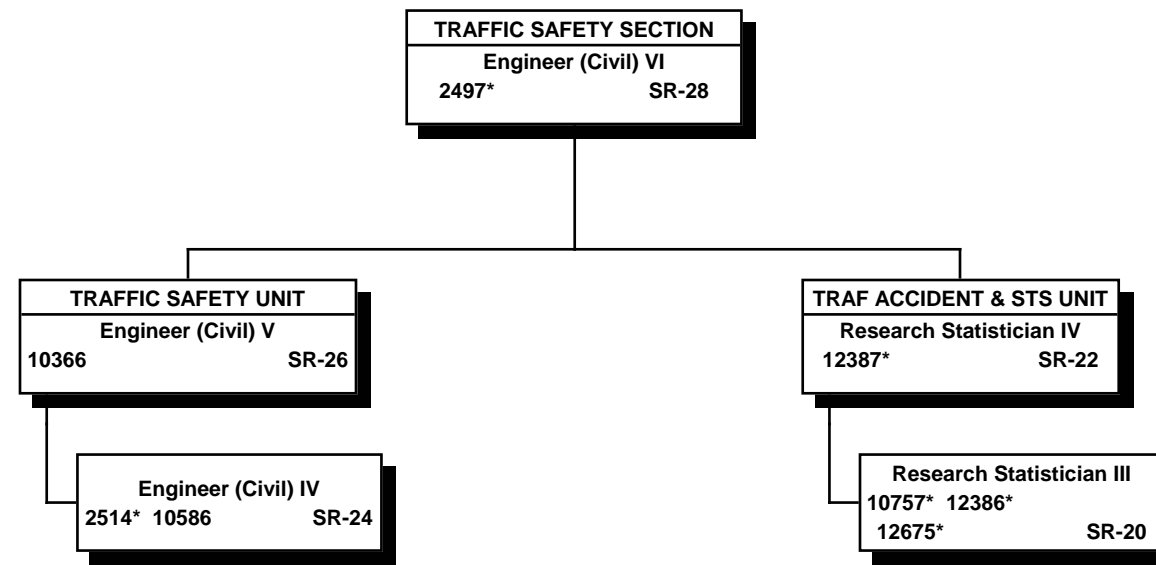 TRAFFIC SAFETY SECTION
Engineer (Civil) VI
2497* SR-28
TRAFFIC SAFETY UNIT
Engineer (Civil) V
10366 SR-26
Engineer (Civil) IV
2514* 10586 SR-24
TRAF ACCIDENT & STS UNIT
Research Statistician IV
12387* SR-22
Research Statistician III
10757* 12386*
12675* SR-20